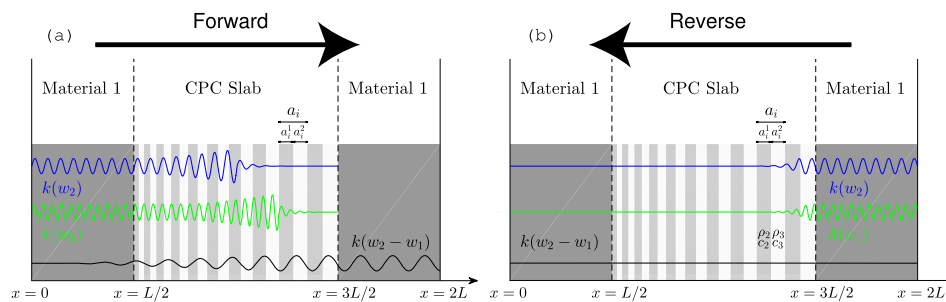 (a)
Forward
Material 1
CPC Slab
Material 1
a_i
a_i^1 a_i^2
k(w_2)
k(w_1)
k(w_2 − w_1)
x = 0
x = L/2
x = 3L/2
x = 2L
(b)
Reverse
Material 1
CPC Slab
Material 1
a_i
a_i^1 a_i^2
k(w_2)
k(w_1)
ρ_2 ρ_3
c_2 c_3
k(w_2 − w_1)
x = 0
x = L/2
x = 3L/2
x = 2L